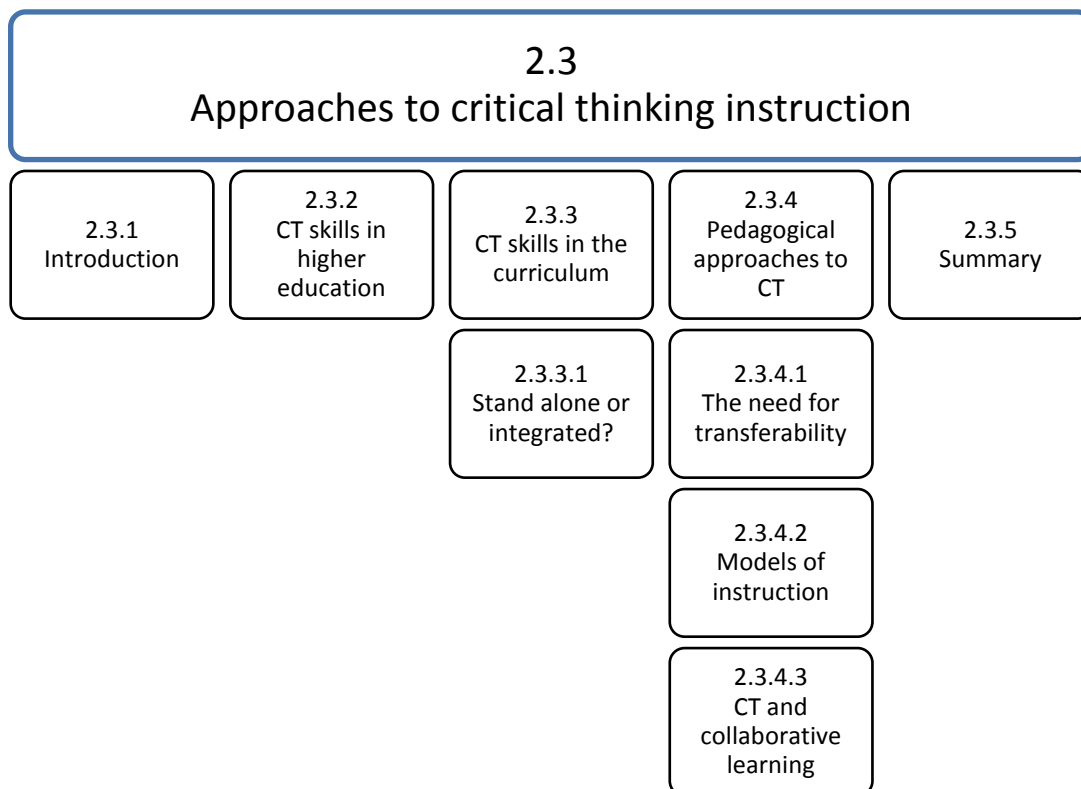 2.3
Approaches to critical thinking instruction
2.3.1
Introduction
2.3.2
CT skills in
higher
education
2.3.3
CT skills in the
curriculum
2.3.4
Pedagogical
approaches to
CT
2.3.5
Summary
2.3.3.1
Stand alone or
integrated?
2.3.4.1
The need for
transferability
2.3.4.2
Models of
instruction
2.3.4.3
CT and
collaborative
learning